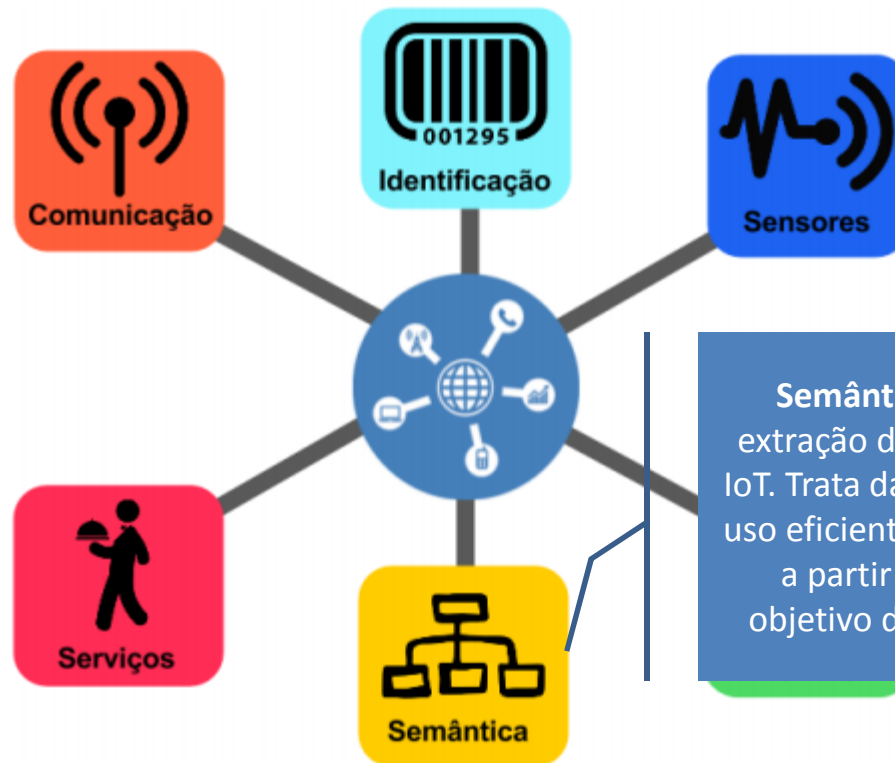 001295
Identificação
Comunicação
Sensores
Semânt
extração d
IoT. Trata da
uso eficient
a partir
objetivo d
Serviços
Semântica